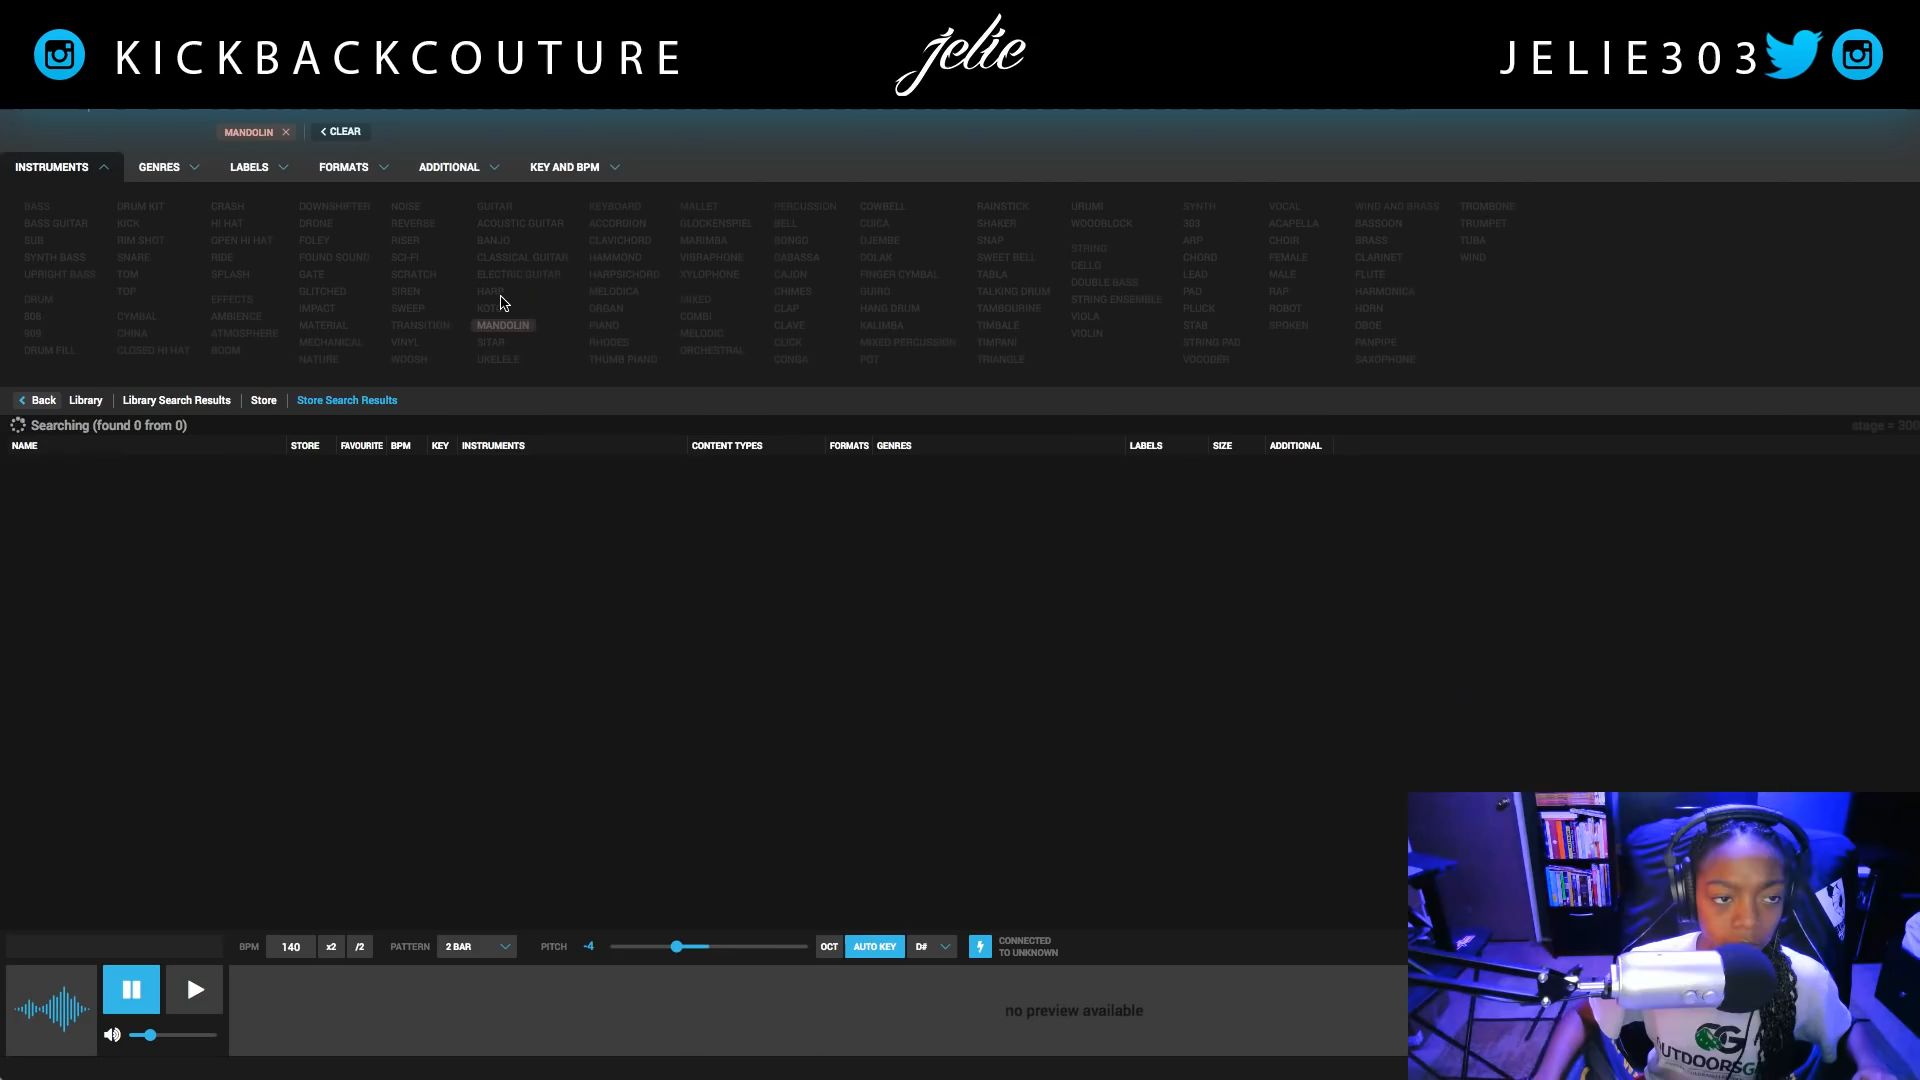 KICKBACKCOUTURE
jelie
JELIE303
MANDOLIN ×
CLEAR
INSTRUMENTS
GENRES
LABELS
FORMATS
ADDITIONAL
KEY AND BPM
BASS
BASS GUITAR
SUB
SYNTH BASS
UPRIGHT BASS
DRUM
808
909
DRUM FILL
DRUM KIT
KICK
RIM SHOT
SNARE
TOM
TOP
CYMBAL
CHINA
CLOSED HI HAT
CRASH
HI HAT
OPEN HI HAT
RIDE
SPLASH
EFFECTS
AMBIENCE
ATMOSPHERE
BOOM
DOWNSHIFTER
DRONE
FOLEY
FOUND SOUND
GATE
GLITCHED
IMPACT
MATERIAL
MECHANICAL
NATURE
NOISE
REVERSE
RISER
SCI-FI
SCRATCH
SIREN
SWEEP
TRANSITION
VINYL
WOOSH
GUITAR
ACOUSTIC GUITAR
BANJO
CLASSICAL GUITAR
ELECTRIC GUITAR
HARP
KOTO
MANDOLIN
SITAR
UKELELE
KEYBOARD
ACCORDION
CLAVICHORD
HAMMOND
HARPSICHORD
MELODICA
ORGAN
PIANO
RHODES
THUMB PIANO
MALLET
GLOCKENSPIEL
MARIMBA
VIBRAPHONE
XYLOPHONE
MIXED
COMBI
MELODIC
ORCHESTRAL
PERCUSSION
BELL
BONGO
CABASSA
CAJON
CHIMES
CLAP
CLAVE
CLICK
CONGA
COWBELL
CUICA
DJEMBE
DOLAK
FINGER CYMBAL
GUIRO
HANG DRUM
KALIMBA
MIXED PERCUSSION
POT
RAINSTICK
SHAKER
SNAP
SWEET BELL
TABLA
TALKING DRUM
TAMBOURINE
TIMBALE
TIMPANI
TRIANGLE
URUMI
WOODBLOCK
STRING
CELLO
DOUBLE BASS
STRING ENSEMBLE
VIOLA
VIOLIN
SYNTH
303
ARP
CHORD
LEAD
PAD
PLUCK
STAB
STRING PAD
VOCODER
VOCAL
ACAPELLA
CHOIR
FEMALE
MALE
RAP
ROBOT
SPOKEN
WIND AND BRASS
BASSOON
BRASS
CLARINET
FLUTE
HARMONICA
HORN
OBOE
PANPIPE
SAXOPHONE
TROMBONE
TRUMPET
TUBA
WIND
Back
Library
Library Search Results
Store
Store Search Results
Searching (found 0 from 0)
stage = 300
NAME
STORE
FAVOURITE
BPM
KEY
INSTRUMENTS
CONTENT TYPES
FORMATS
GENRES
LABELS
SIZE
ADDITIONAL
BPM
140
x2
/2
PATTERN
2 BAR
PITCH
-4
OCT
AUTO KEY
D#
CONNECTED
TO UNKNOWN
no preview available